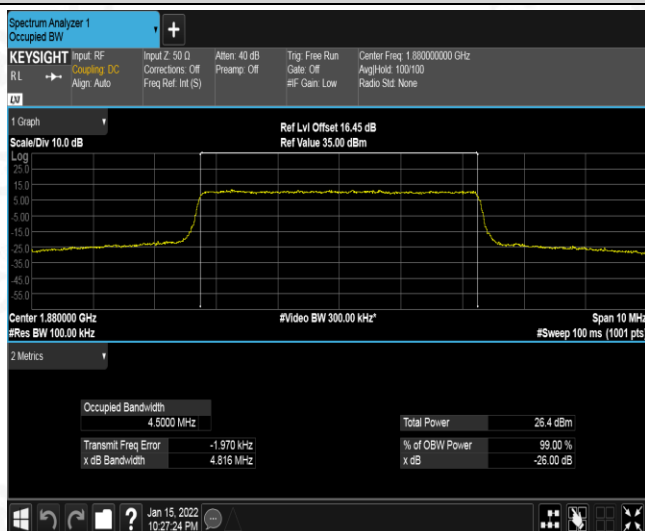 Spectrum Analyzer 1
Occupied BW
+
KEYSIGHT Input: RF Input Z: 50 Ω Atten: 40 dB Trig: Free Run Center Freq: 1.880000000 GHz
RL Coupling: DC Corrections: Off Preamp: Off Gate: Off Avg|Hold: 100/100
Align: Auto Freq Ref: Int (S) #IF Gain: Low Radio Std: None
LXI
1 Graph
Ref Lvl Offset 16.45 dB
Scale/Div 10.0 dB Ref Value 35.00 dBm
Log
25.0
15.0
5.00
-5.00
-15.0
-25.0
-35.0
-45.0
-55.0
Center 1.880000 GHz #Video BW 300.00 kHz* Span 10 MHz
#Res BW 100.00 kHz #Sweep 100 ms (1001 pts)
2 Metrics
Occupied Bandwidth
4.5000 MHz Total Power 26.4 dBm
Transmit Freq Error -1.970 kHz % of OBW Power 99.00 %
x dB Bandwidth 4.816 MHz x dB -26.00 dB
? Jan 15, 2022
10:27:24 PM